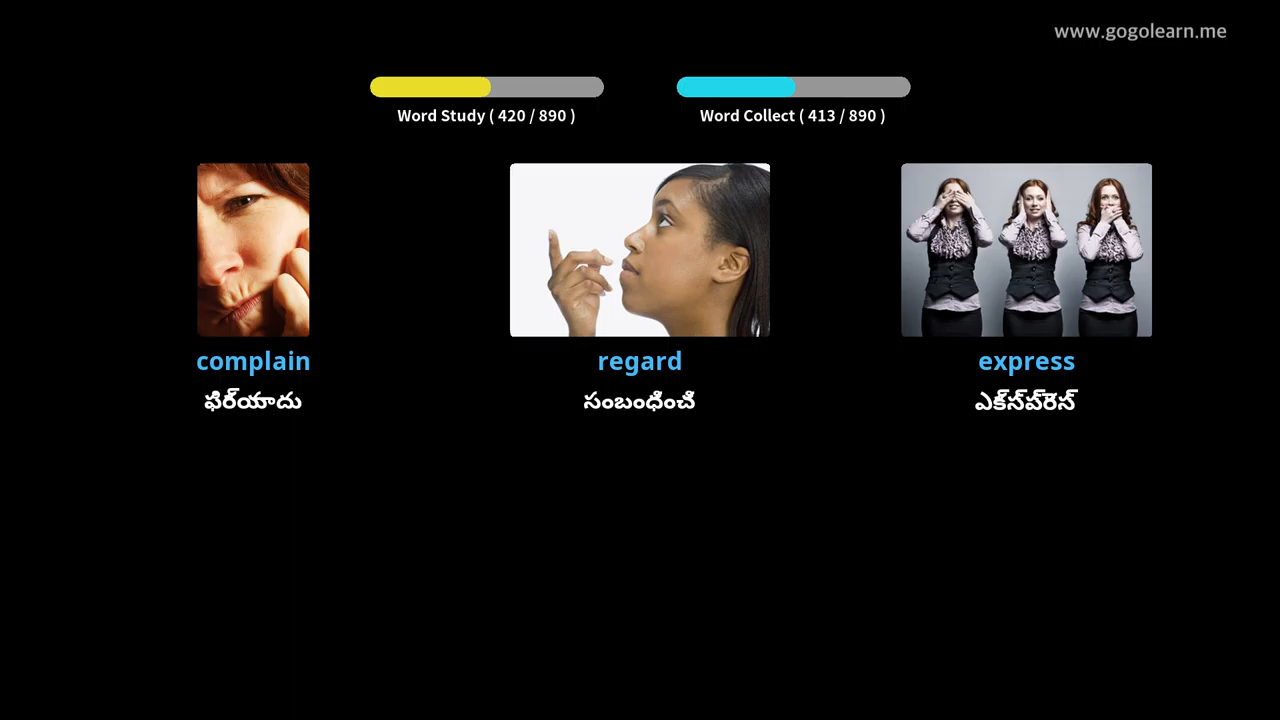 www.gogolearn.me
Word Study ( 420 / 890 )
Word Collect ( 413 / 890 )
complain
regard
express
ఫిర్యాదు
సంబంధించి
ఎక్స్ప్రెస్